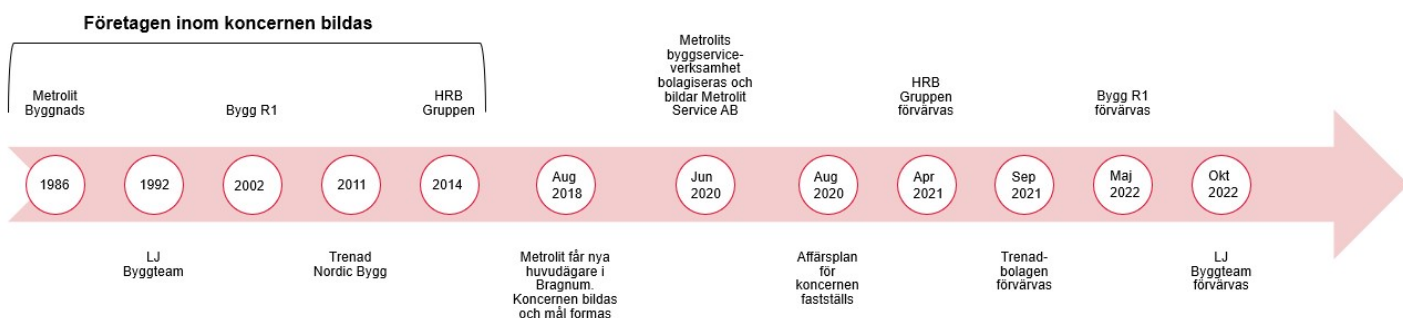 Företagen inom koncernen bildas
Metrolit
Byggnads
1986
1992
LJ
Byggteam
Bygg R1
2002
2011
Trenad
Nordic Bygg
HRB
Gruppen
2014
Aug
2018
Metrolit får nya
huvudägare i
Bragnum.
Koncernen bildas
och mål formas
Metrolits
byggservice-
verksamhet
bolagiseras och
bildar Metrolit
Service AB
Jun
2020
Aug
2020
Affärsplan
för
koncernen
fastställs
HRB
Gruppen
förvärvas
Apr
2021
Sep
2021
Trenad-
bolagen
förvärvas
Bygg R1
förvärvas
Maj
2022
Okt
2022
LJ
Byggteam
förvärvas